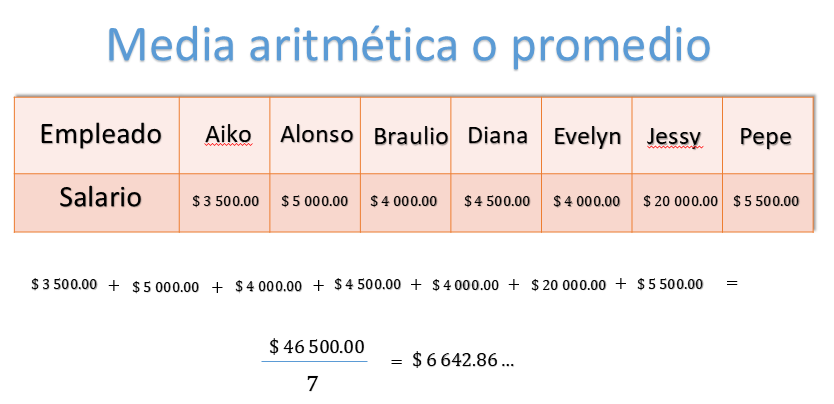 Media aritmética o promedio
Empleado Aiko Alonso Braulio Diana Evelyn Jessy Pepe
Salario $ 3 500.00 $ 5 000.00 $ 4 000.00 $ 4 500.00 $ 4 000.00 $ 20 000.00 $ 5 500.00
$ 3 500.00 + $ 5 000.00 + $ 4 000.00 + $ 4 500.00 + $ 4 000.00 + $ 20 000.00 + $ 5 500.00 =
$ 46 500.00
= $ 6 642.86 ...
7